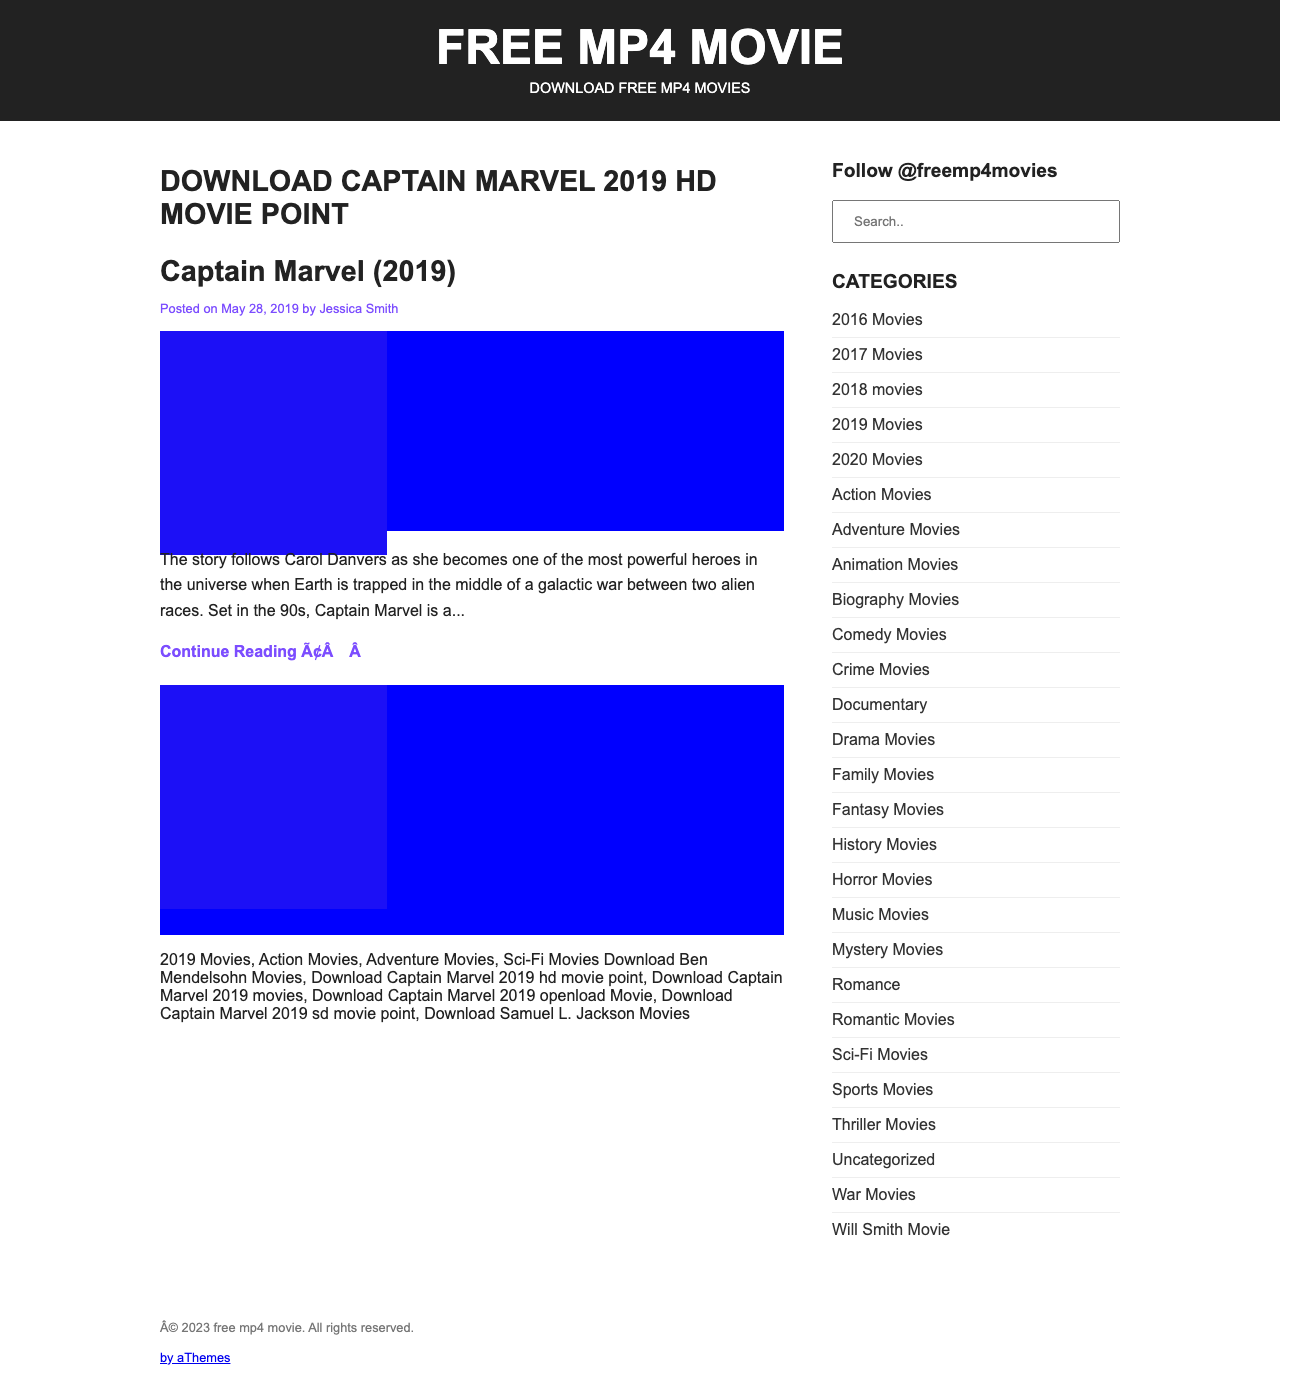 FREE MP4 MOVIE
DOWNLOAD FREE MP4 MOVIES
DOWNLOAD CAPTAIN MARVEL 2019 HD
MOVIE POINT
Captain Marvel (2019)
Posted on May 28, 2019 by Jessica Smith
The story follows Carol Danvers as she becomes one of the most powerful heroes in
the universe when Earth is trapped in the middle of a galactic war between two alien
races. Set in the 90s, Captain Marvel is a...
Continue Reading Ã¢Â Â
2019 Movies, Action Movies, Adventure Movies, Sci-Fi Movies Download Ben
Mendelsohn Movies, Download Captain Marvel 2019 hd movie point, Download Captain
Marvel 2019 movies, Download Captain Marvel 2019 openload Movie, Download
Captain Marvel 2019 sd movie point, Download Samuel L. Jackson Movies
Follow @freemp4movies
Search..
CATEGORIES
2016 Movies
2017 Movies
2018 movies
2019 Movies
2020 Movies
Action Movies
Adventure Movies
Animation Movies
Biography Movies
Comedy Movies
Crime Movies
Documentary
Drama Movies
Family Movies
Fantasy Movies
History Movies
Horror Movies
Music Movies
Mystery Movies
Romance
Romantic Movies
Sci-Fi Movies
Sports Movies
Thriller Movies
Uncategorized
War Movies
Will Smith Movie
Â© 2023 free mp4 movie. All rights reserved.
by aThemes